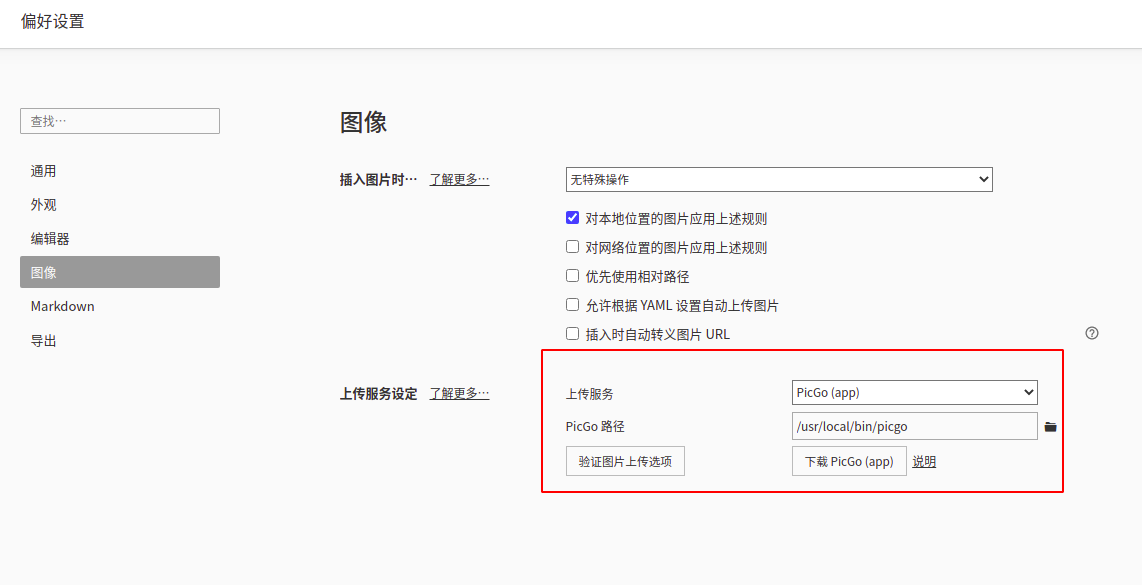 偏好设置
查找…
通用
外观
编辑器
图像
Markdown
导出
图像
插入图片时… 了解更多… 无特殊操作
对本地位置的图片应用上述规则
对网络位置的图片应用上述规则
优先使用相对路径
允许根据 YAML 设置自动上传图片
插入时自动转义图片 URL
上传服务设定 了解更多…
上传服务 PicGo (app)
PicGo 路径 /usr/local/bin/picgo
验证图片上传选项 下载 PicGo (app) 说明